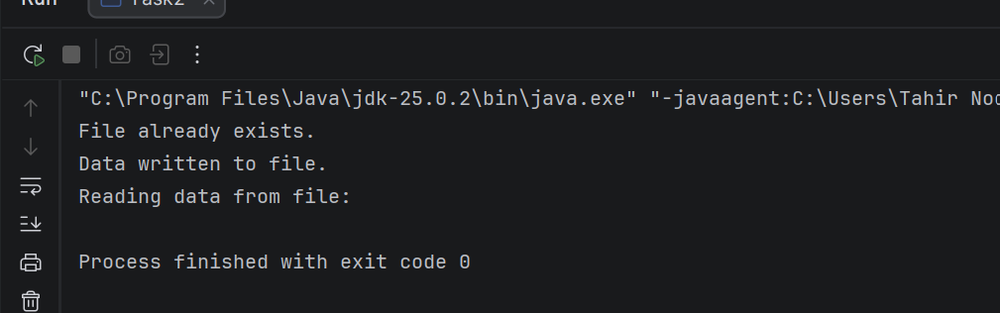 Run Task2
"C:\Program Files\Java\jdk-25.0.2\bin\java.exe" "-javaagent:C:\Users\Tahir
File already exists.
Data written to file.
Reading data from file:
Process finished with exit code 0